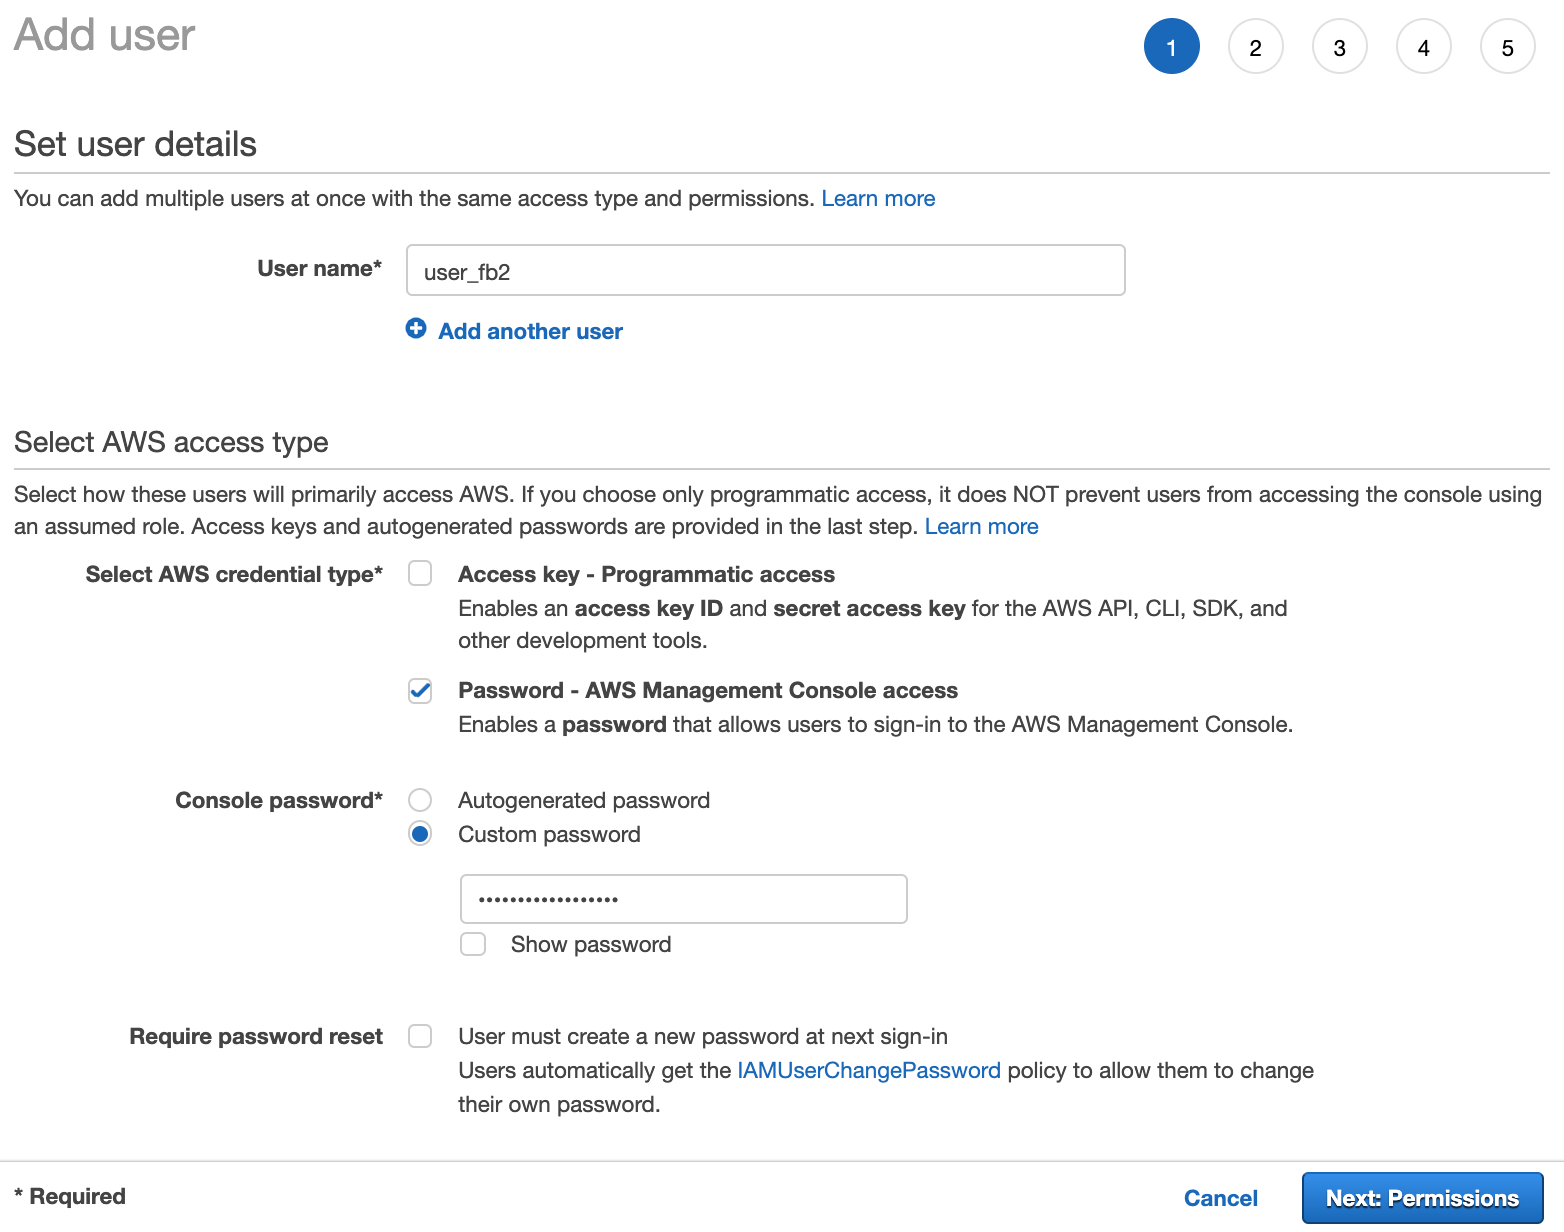 Add user
1 2 3 4 5
Set user details
You can add multiple users at once with the same access type and permissions. Learn more
User name* user_fb2
Add another user
Select AWS access type
Select how these users will primarily access AWS. If you choose only programmatic access, it does NOT prevent users from accessing the console using
an assumed role. Access keys and autogenerated passwords are provided in the last step. Learn more
Select AWS credential type* Access key - Programmatic access
Enables an access key ID and secret access key for the AWS API, CLI, SDK, and
other development tools.
Password - AWS Management Console access
Enables a password that allows users to sign-in to the AWS Management Console.
Console password* Autogenerated password
Custom password
••••••••••••••••••
Show password
Require password reset User must create a new password at next sign-in
Users automatically get the IAMUserChangePassword policy to allow them to change
their own password.
* Required Cancel Next: Permissions